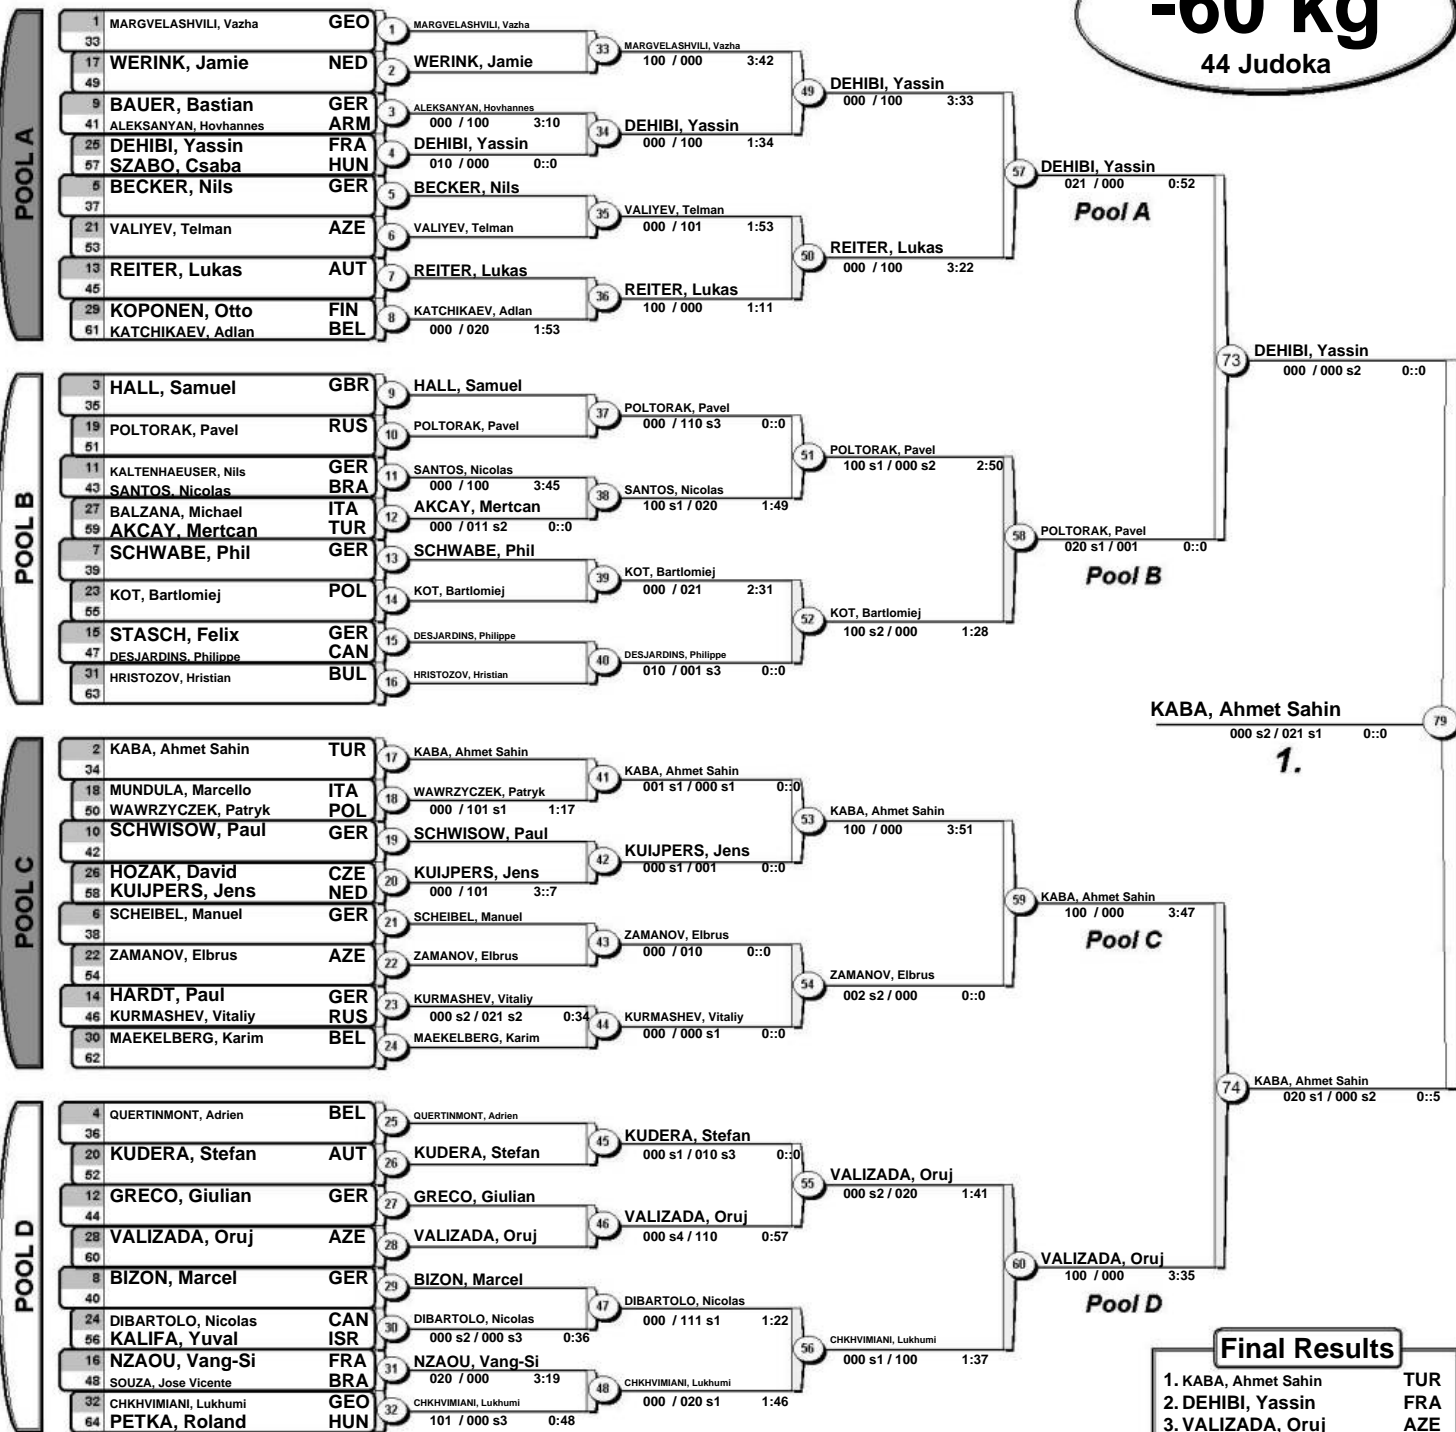 -60 kg
44 Judoka
POOL A
1 MARGVELASHVILI, Vazha GEO
33
17 WERINK, Jamie NED
49
9 BAUER, Bastian GER
41 ALEKSANYAN, Hovhannes ARM
25 DEHIBI, Yassin FRA
57 SZABO, Csaba HUN
5 BECKER, Nils GER
37
21 VALIYEV, Telman AZE
53
13 REITER, Lukas AUT
45
29 KOPONEN, Otto FIN
61 KATCHIKAEV, Adlan BEL
1 MARGVELASHVILI, Vazha
2 WERINK, Jamie
3 ALEKSANYAN, Hovhannes
000 / 100 3:10
4 DEHIBI, Yassin
010 / 000 0::0
5 BECKER, Nils
6 VALIYEV, Telman
7 REITER, Lukas
8 KATCHIKAEV, Adlan
000 / 020 1:53
33 MARGVELASHVILI, Vazha
100 / 000 3:42
34 DEHIBI, Yassin
000 / 100 1:34
35 VALIYEV, Telman
000 / 101 1:53
36 REITER, Lukas
100 / 000 1:11
49 DEHIBI, Yassin
000 / 100 3:33
50 REITER, Lukas
000 / 100 3:22
57 DEHIBI, Yassin
021 / 000 0:52
Pool A
POOL B
3 HALL, Samuel GBR
35
19 POLTORAK, Pavel RUS
51
11 KALTENHAEUSER, Nils GER
43 SANTOS, Nicolas BRA
27 BALZANA, Michael ITA
59 AKCAY, Mertcan TUR
7 SCHWABE, Phil GER
39
23 KOT, Bartlomiej POL
55
15 STASCH, Felix GER
47 DESJARDINS, Philippe CAN
31 HRISTOZOV, Hristian BUL
63
9 HALL, Samuel
10 POLTORAK, Pavel
11 SANTOS, Nicolas
000 / 100 3:45
12 AKCAY, Mertcan
000 / 011 s2 0::0
13 SCHWABE, Phil
14 KOT, Bartlomiej
15 DESJARDINS, Philippe
16 HRISTOZOV, Hristian
37 POLTORAK, Pavel
000 / 110 s3 0::0
38 SANTOS, Nicolas
100 s1 / 020 1:49
39 KOT, Bartlomiej
000 / 021 2:31
40 DESJARDINS, Philippe
010 / 001 s3 0::0
51 POLTORAK, Pavel
100 s1 / 000 s2 2:50
52 KOT, Bartlomiej
100 s2 / 000 1:28
58 POLTORAK, Pavel
020 s1 / 001 0::0
Pool B
73 DEHIBI, Yassin
000 / 000 s2 0::0
KABA, Ahmet Sahin 79
000 s2 / 021 s1 0::0
1.
POOL C
2 KABA, Ahmet Sahin TUR
34
18 MUNDULA, Marcello ITA
50 WAWRZYCZEK, Patryk POL
10 SCHWISOW, Paul GER
42
26 HOZAK, David CZE
58 KUIJPERS, Jens NED
6 SCHEIBEL, Manuel GER
38
22 ZAMANOV, Elbrus AZE
54
14 HARDT, Paul GER
46 KURMASHEV, Vitaliy RUS
30 MAEKELBERG, Karim BEL
62
17 KABA, Ahmet Sahin
18 WAWRZYCZEK, Patryk
000 / 101 s1 1:17
19 SCHWISOW, Paul
20 KUIJPERS, Jens
000 / 101 3::7
21 SCHEIBEL, Manuel
22 ZAMANOV, Elbrus
23 KURMASHEV, Vitaliy
000 s2 / 021 s2 0:34
24 MAEKELBERG, Karim
41 KABA, Ahmet Sahin
001 s1 / 000 s1 0::0
42 KUIJPERS, Jens
000 s1 / 001 0::0
43 ZAMANOV, Elbrus
000 / 010 0::0
44 KURMASHEV, Vitaliy
000 / 000 s1 0::0
53 KABA, Ahmet Sahin
100 / 000 3:51
54 ZAMANOV, Elbrus
002 s2 / 000 0::0
59 KABA, Ahmet Sahin
100 / 000 3:47
Pool C
74 KABA, Ahmet Sahin
020 s1 / 000 s2 0::5
POOL D
4 QUERTINMONT, Adrien BEL
36
20 KUDERA, Stefan AUT
52
12 GRECO, Giulian GER
44
28 VALIZADA, Oruj AZE
60
8 BIZON, Marcel GER
40
24 DIBARTOLO, Nicolas CAN
56 KALIFA, Yuval ISR
16 NZAOU, Vang-Si FRA
48 SOUZA, Jose Vicente BRA
32 CHKHVIMIANI, Lukhumi GEO
64 PETKA, Roland HUN
25 QUERTINMONT, Adrien
26 KUDERA, Stefan
27 GRECO, Giulian
28 VALIZADA, Oruj
29 BIZON, Marcel
30 DIBARTOLO, Nicolas
000 s2 / 000 s3 0:36
31 NZAOU, Vang-Si
020 / 000 3:19
32 CHKHVIMIANI, Lukhumi
101 / 000 s3 0:48
45 KUDERA, Stefan
000 s1 / 010 s3 0::0
46 VALIZADA, Oruj
000 s4 / 110 0:57
47 DIBARTOLO, Nicolas
000 / 111 s1 1:22
48 CHKHVIMIANI, Lukhumi
000 / 020 s1 1:46
55 VALIZADA, Oruj
000 s2 / 020 1:41
56 CHKHVIMIANI, Lukhumi
000 s1 / 100 1:37
60 VALIZADA, Oruj
100 / 000 3:35
Pool D
Final Results
1. KABA, Ahmet Sahin TUR
2. DEHIBI, Yassin FRA
3. VALIZADA, Oruj AZE